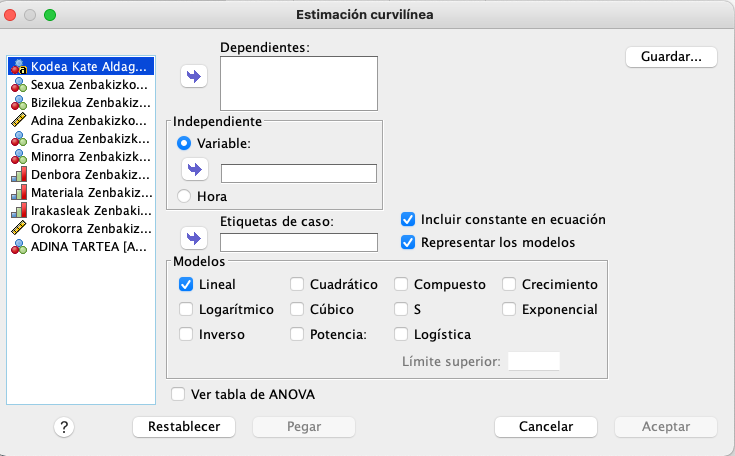 Estimación curvilínea
Kodea Kate Aldag...
Sexua Zenbakizko...
Bizilekua Zenbakiz...
Adina Zenbakizko...
Gradua Zenbakizk...
Minorra Zenbakizk...
Denbora Zenbakiz...
Materiala Zenbakiz...
Irakasleak Zenbaki...
Orokorra Zenbakiz...
ADINA TARTEA [A...
Dependientes:
Guardar...
Independiente
Variable:
Hora
Etiquetas de caso:
Incluir constante en ecuación
Representar los modelos
Modelos
Lineal Cuadrático Compuesto Crecimiento
Logarítmico Cúbico S Exponencial
Inverso Potencia: Logística
Límite superior:
Ver tabla de ANOVA
? Restablecer Pegar Cancelar Aceptar